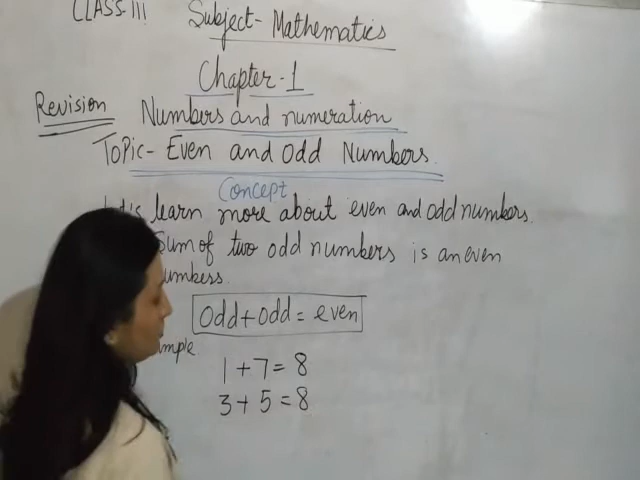 CLASS-III Subject- Mathematics
Chapter-1
Revision Numbers and numeration
Topic- Even and Odd Numbers.
Concept
learn more about even and odd numbers.
Sum of two odd numbers is an even
umbers.
Odd+odd = even
mple
1+7=8
3+5=8